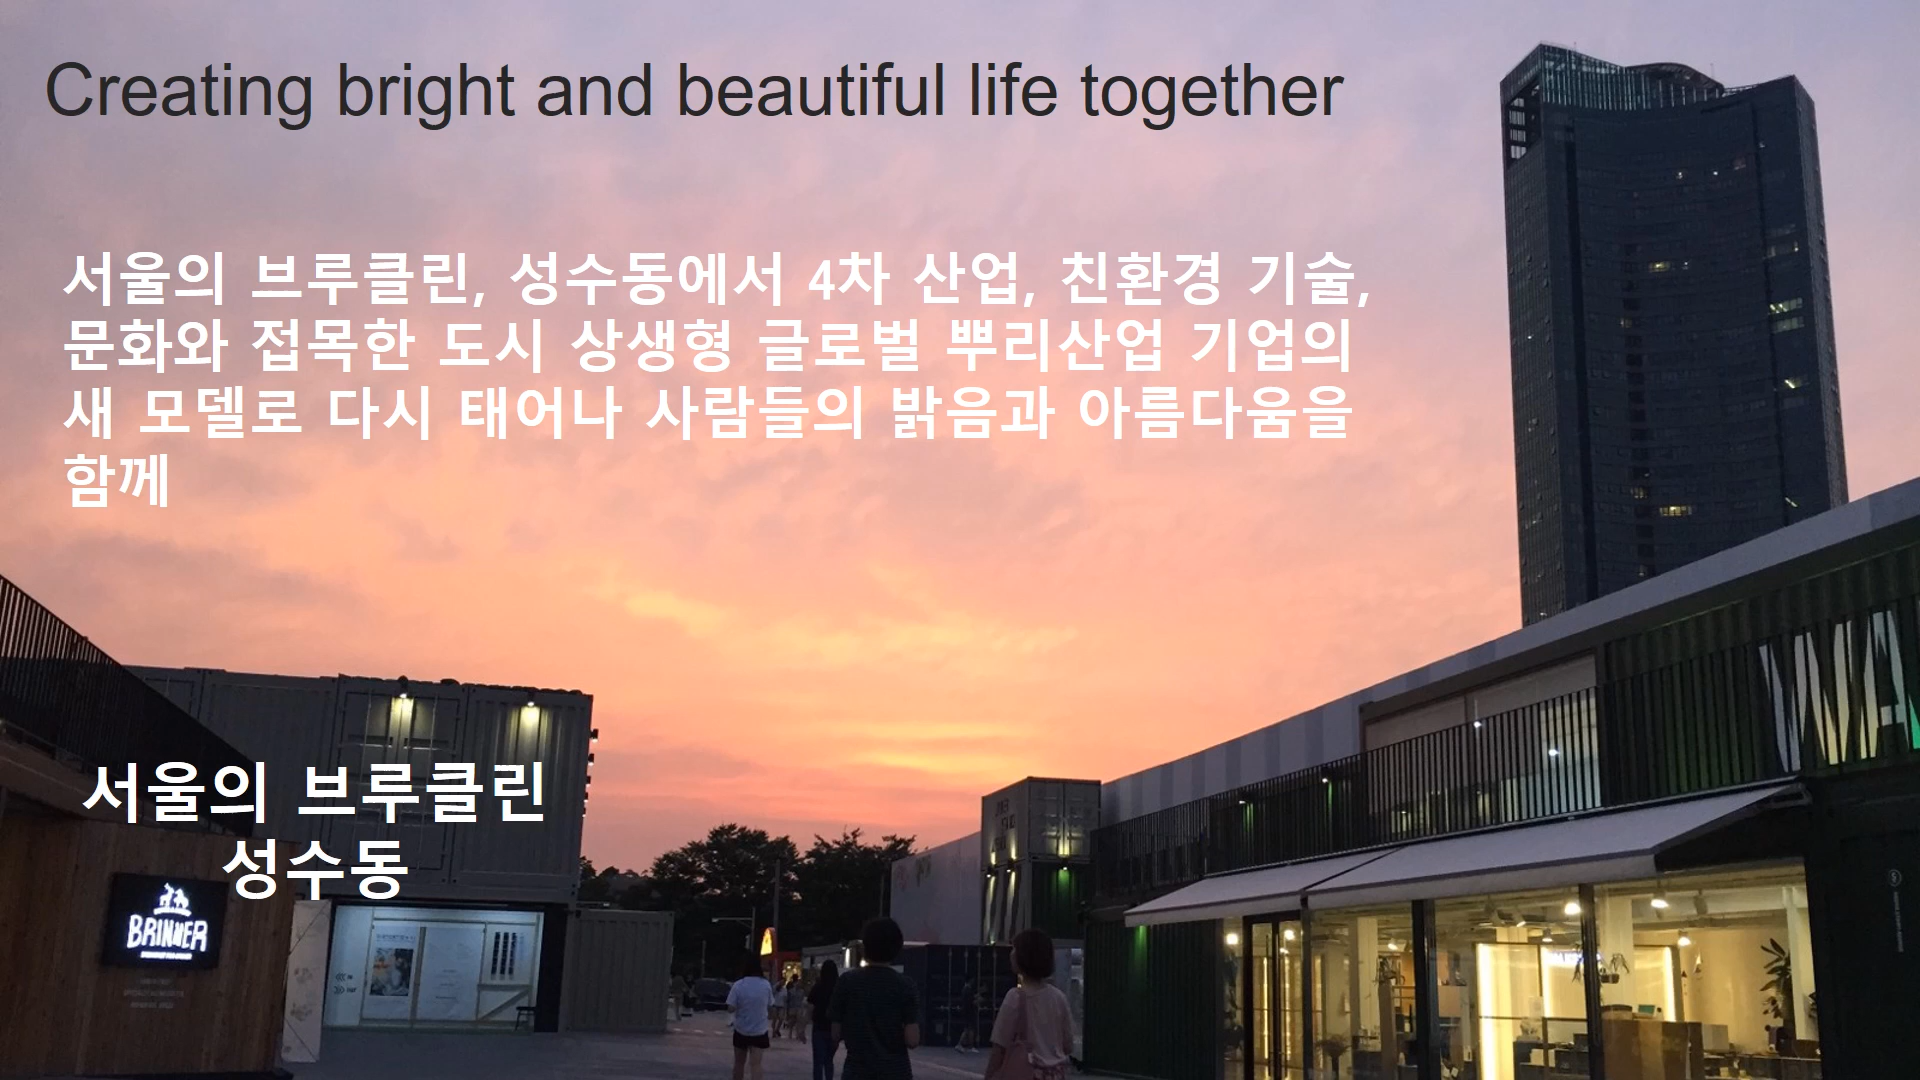 Creating bright and beautiful life together
서울의 브루클린, 성수동에서 4차 산업, 친환경 기술,
문화와 접목한 도시 상생형 글로벌 뿌리산업 기업의
새 모델로 다시 태어나 사람들의 밝음과 아름다움을
함께
서울의 브루클린
성수동
BRINNER